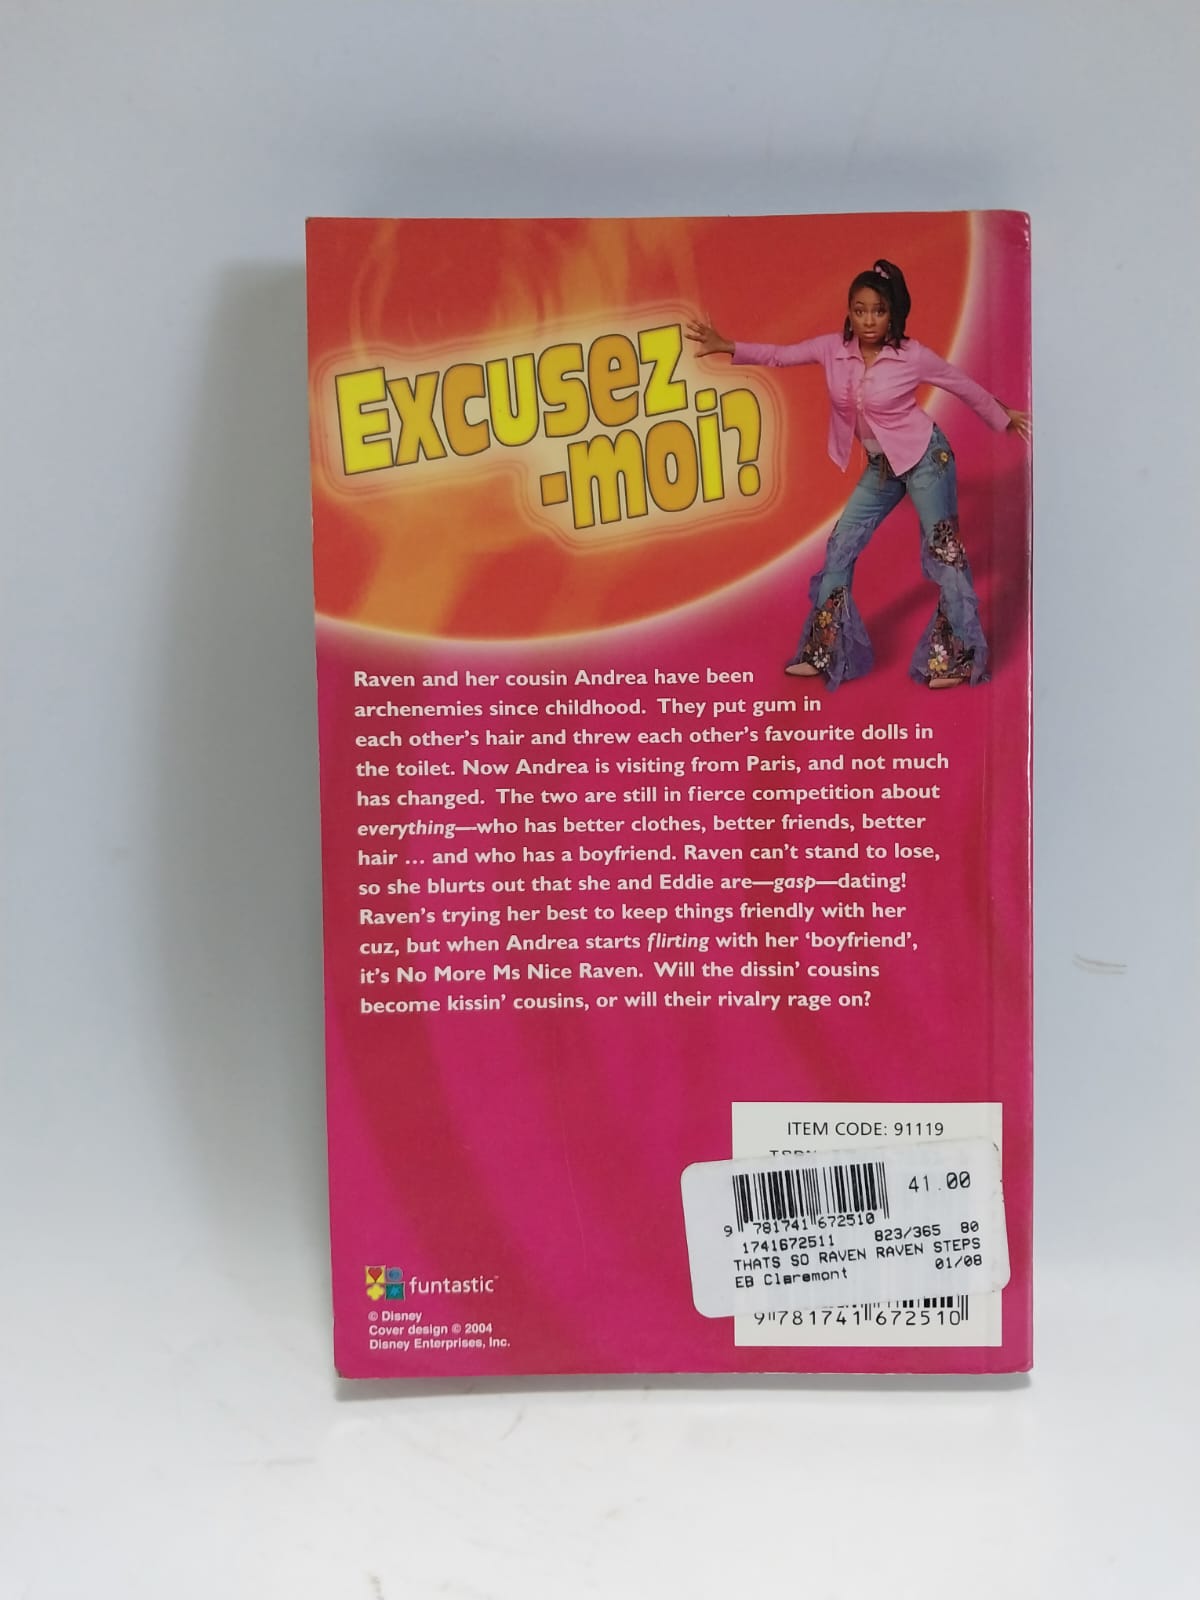 Excusez
-moi?
Raven and her cousin Andrea have been
archenemies since childhood. They put gum in
each other's hair and threw each other's favourite dolls in
the toilet. Now Andrea is visiting from Paris, and not much
has changed. The two are still in fierce competition about
everything—who has better clothes, better friends, better
hair ... and who has a boyfriend. Raven can't stand to lose,
so she blurts out that she and Eddie are—gasp—dating!
Raven's trying her best to keep things friendly with her
cuz, but when Andrea starts flirting with her 'boyfriend',
it's No More Ms Nice Raven. Will the dissin' cousins
become kissin' cousins, or will their rivalry rage on?
ITEM CODE: 91119
41.00
9 781741 672510
1741672511 823/365 80
THATS SO RAVEN RAVEN STEPS
EB Claremont 01/08
9 781741 672510
funtastic™
© Disney
Cover design © 2004
Disney Enterprises, Inc.